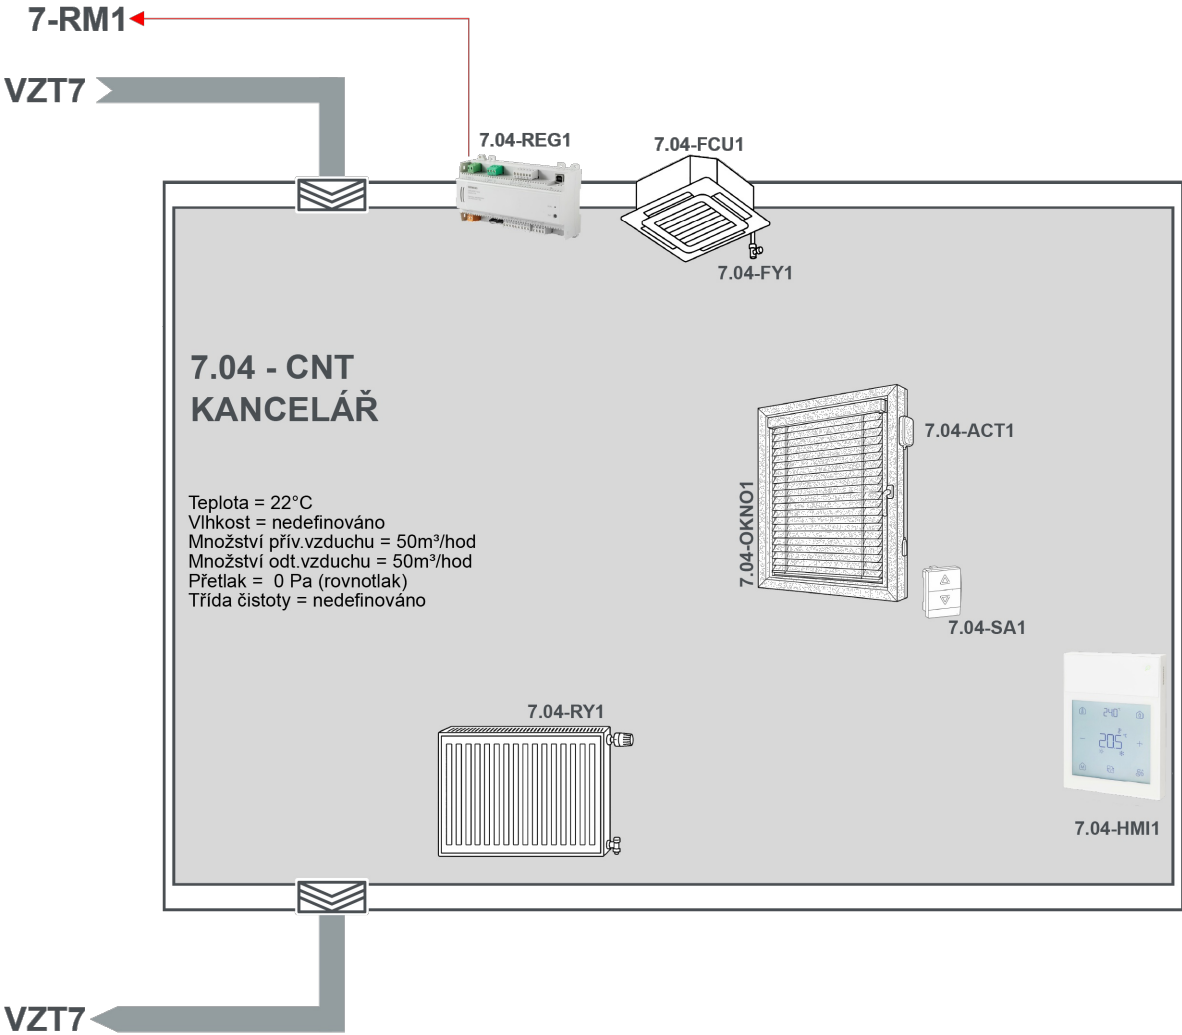 7-RM1
VZT7
7.04-REG1
7.04-FCU1
7.04-FY1
7.04 - CNT
KANCELÁŘ
7.04-ACT1
7.04-OKNO1
Teplota = 22°C
Vlhkost = nedefinováno
Množství přív.vzduchu = 50m³/hod
Množství odt.vzduchu = 50m³/hod
Přetlak =  0 Pa (rovnotlak)
Třída čistoty = nedefinováno
7.04-SA1
7.04-RY1
7.04-HMI1
VZT7